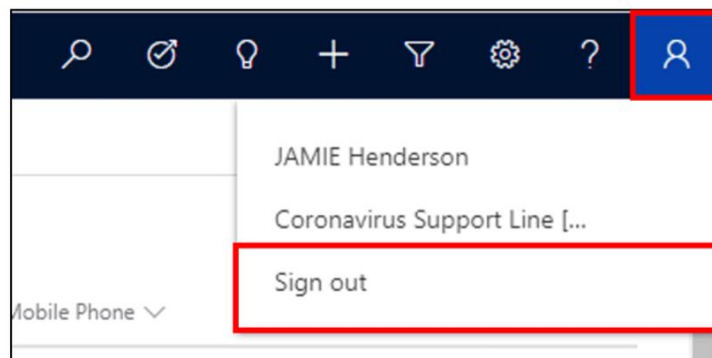 ?
JAMIE Henderson
Coronavirus Support Line [...
Sign out
Mobile Phone